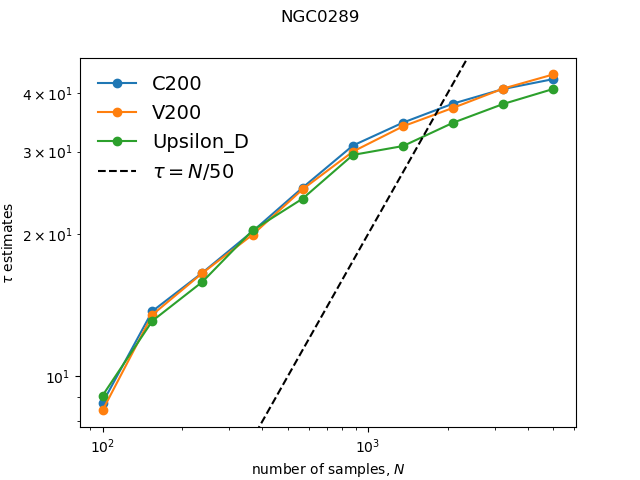 NGC0289
C200
V200
Upsilon_D
τ = N/50
4 × 10¹
3 × 10¹
2 × 10¹
10¹
τ estimates
10² 10³
number of samples, N